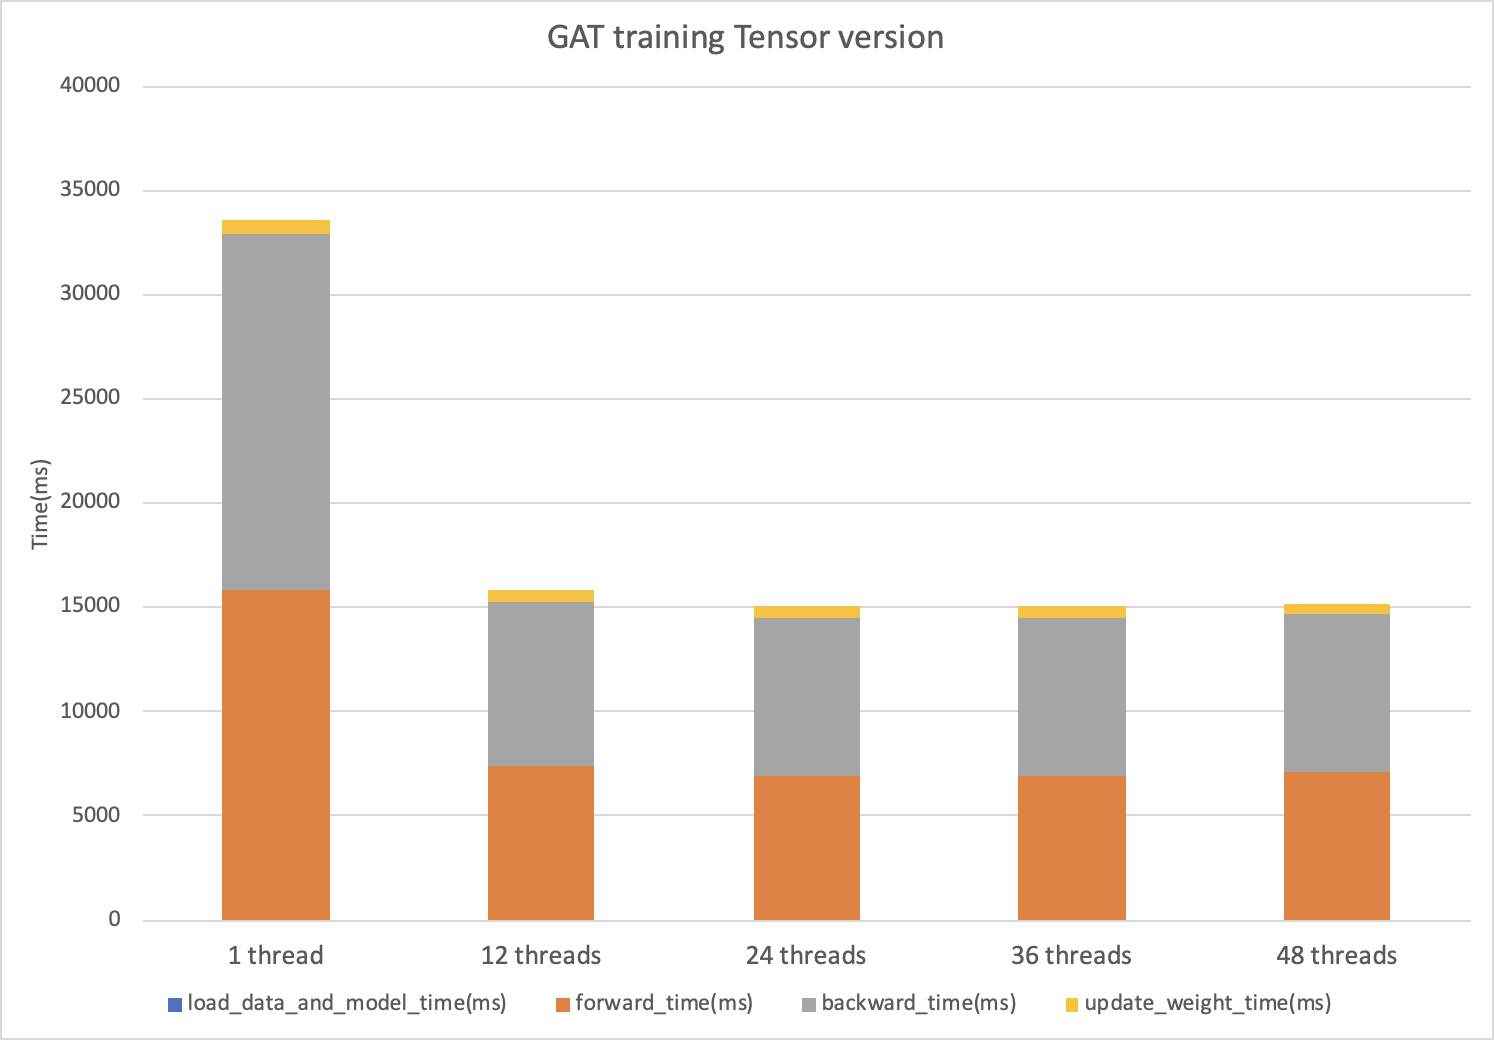 GAT training Tensor version
40000
35000
30000
25000
20000
15000
10000
5000
0
Time(ms)
1 thread
12 threads
24 threads
36 threads
48 threads
load_data_and_model_time(ms)
forward_time(ms)
backward_time(ms)
update_weight_time(ms)